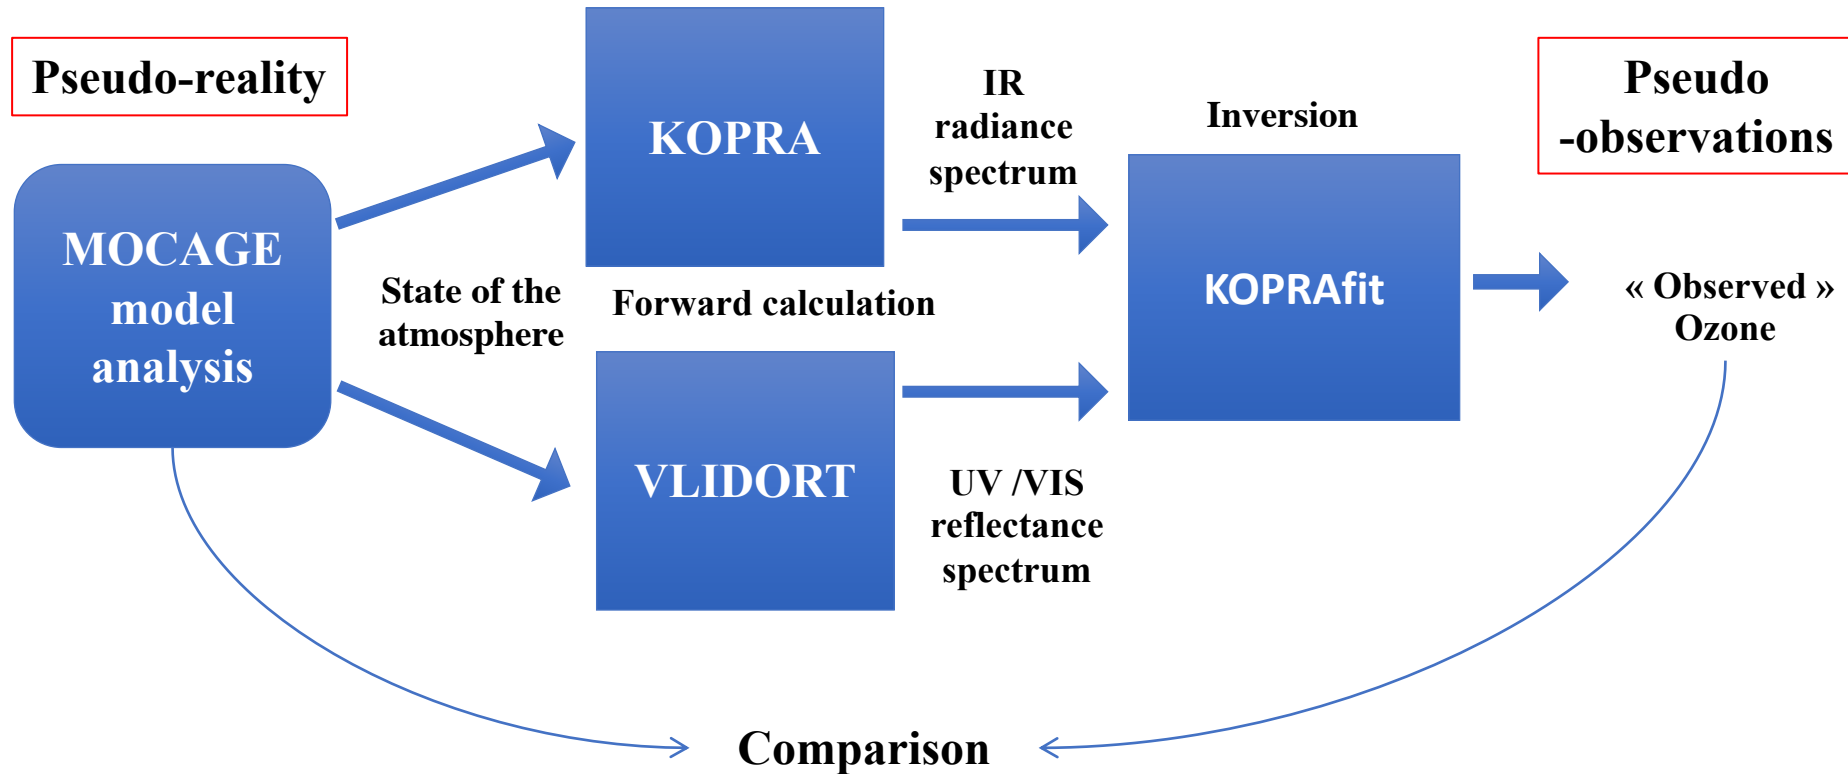 Pseudo-reality
MOCAGE
model
analysis
State of the
atmosphere
KOPRA
Forward calculation
VLIDORT
IR
radiance
spectrum
UV /VIS
reflectance
spectrum
Inversion
KOPRAfit
Pseudo
-observations
« Observed »
Ozone
Comparison